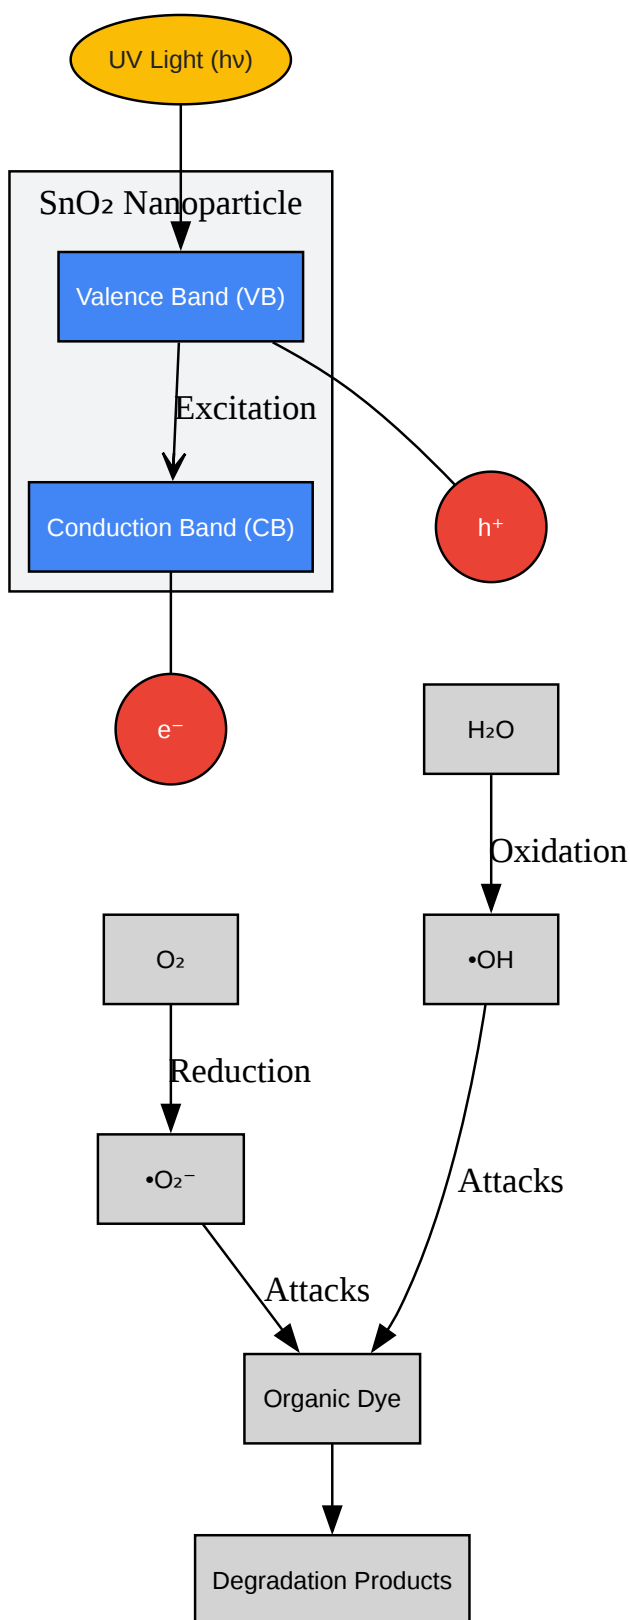 UV Light (hν)
SnO₂ Nanoparticle
Valence Band (VB)
Excitation
Conduction Band (CB)
h⁺
e⁻
H₂O
Oxidation
O₂
•OH
Reduction
•O₂⁻
Attacks
Attacks
Organic Dye
Degradation Products